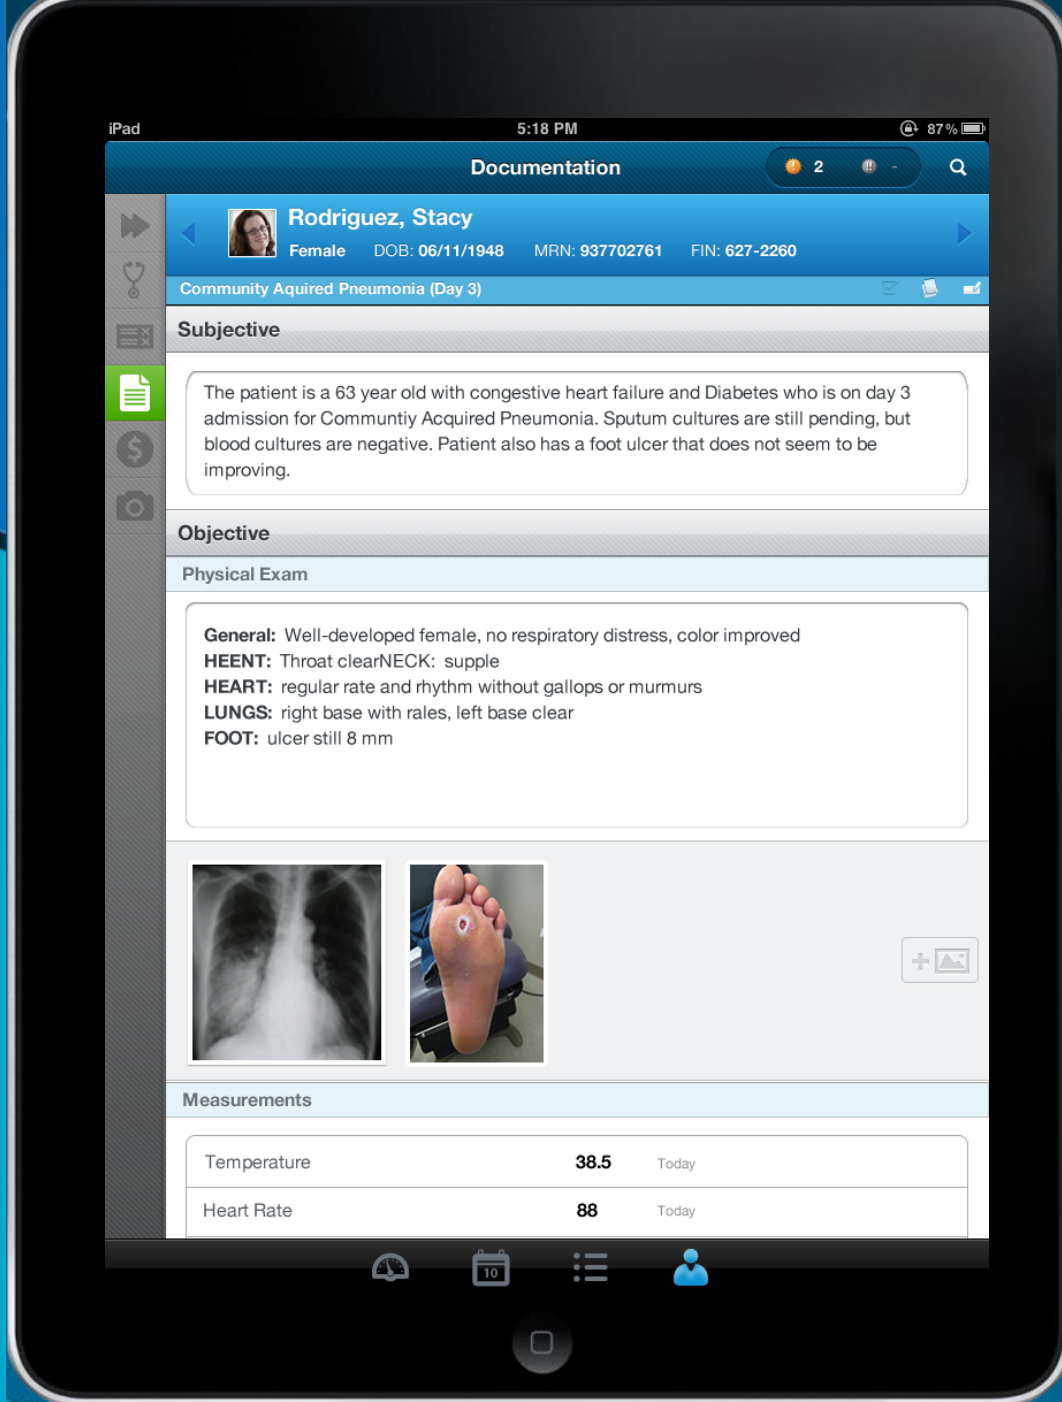 iPad 5:18 PM 87%
Documentation 2 -
Rodriguez, Stacy
Female DOB: 06/11/1948 MRN: 937702761 FIN: 627-2260
Community Aquired Pneumonia (Day 3)
Subjective
The patient is a 63 year old with congestive heart failure and Diabetes who is on day 3
admission for Communtiy Acquired Pneumonia. Sputum cultures are still pending, but
blood cultures are negative. Patient also has a foot ulcer that does not seem to be
improving.
Objective
Physical Exam
General: Well-developed female, no respiratory distress, color improved
HEENT: Throat clearNECK: supple
HEART: regular rate and rhythm without gallops or murmurs
LUNGS: right base with rales, left base clear
FOOT: ulcer still 8 mm
Measurements
Temperature 38.5 Today
Heart Rate 88 Today
10